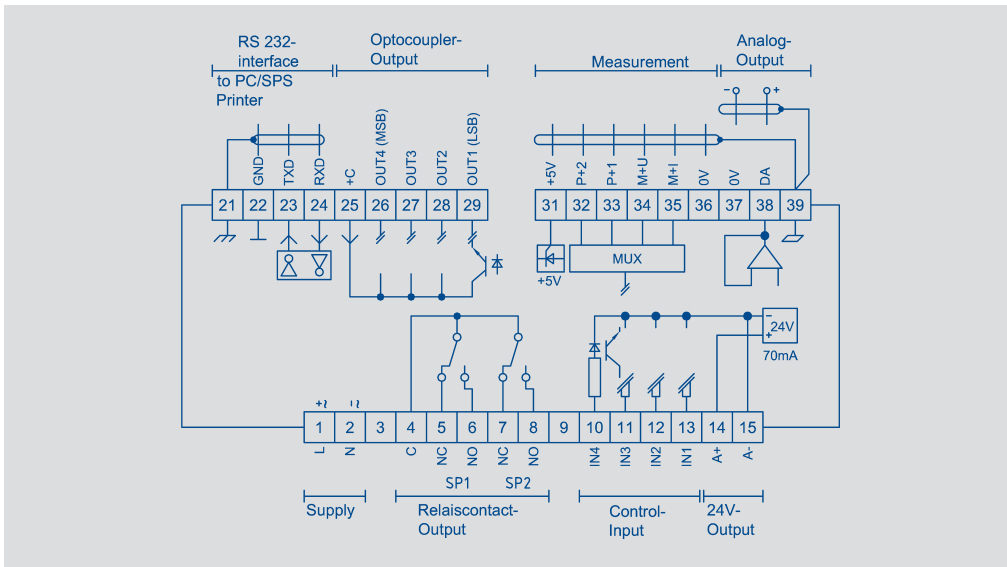 RS 232-
interface
to PC/SPS
Printer
Optocoupler-
Output
Measurement
Analog-
Output
- +
GND TXD RXD +C OUT4 (MSB) OUT3 OUT2 OUT1 (LSB)
+5V P+2 P+1 M+U M+I 0V 0V DA
21 22 23 24 25 26 27 28 29
31 32 33 34 35 36 37 38 39
MUX
+5V
-
24V
+
70mA
+~ -~
1 2 3 4 5 6 7 8 9 10 11 12 13 14 15
L N C NC NO NC NO IN4 IN3 IN2 IN1 A+ A-
SP1 SP2
Supply
Relaiscontact-
Output
Control-
Input
24V-
Output